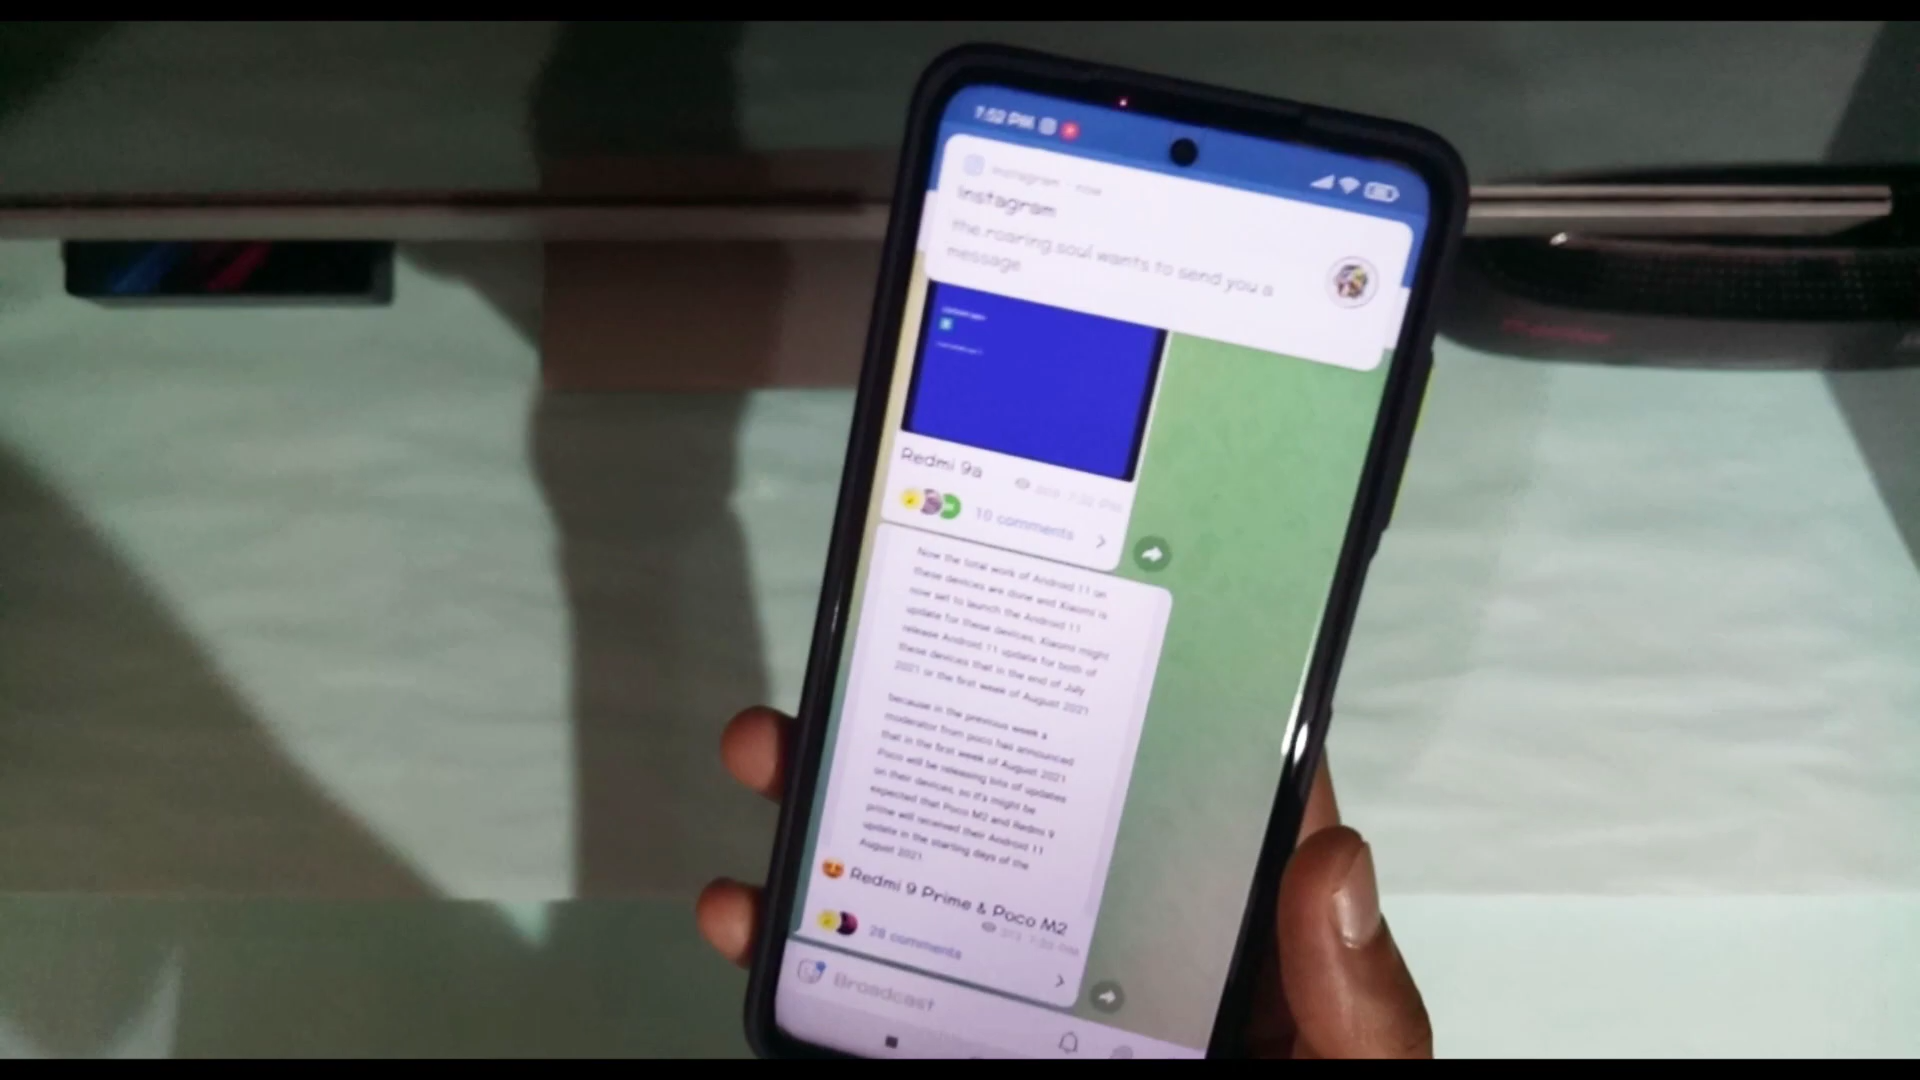 7:52 PM
Instagram · now
Instagram
the.roaring.soul wants to send you a
message
Redmi 9a
7:32 PM
10 comments
Now the total work of Android 11 on
these devices are done and Xiaomi is
now set to launch the Android 11
update for these devices, Xiaomi might
release Android 11 update for both of
these devices that in the end of July
2021 or the first week of August 2021
because in the previous week a
moderator from poco has announced
that in the first week of August 2021
Poco will be releasing lots of updates
on their devices, so it's might be
expected that Poco M2 and Redmi 9
prime will received their Android 11
update in the starting days of the
August 2021
🤩 Redmi 9 Prime & Poco M2
28 comments
Broadcast